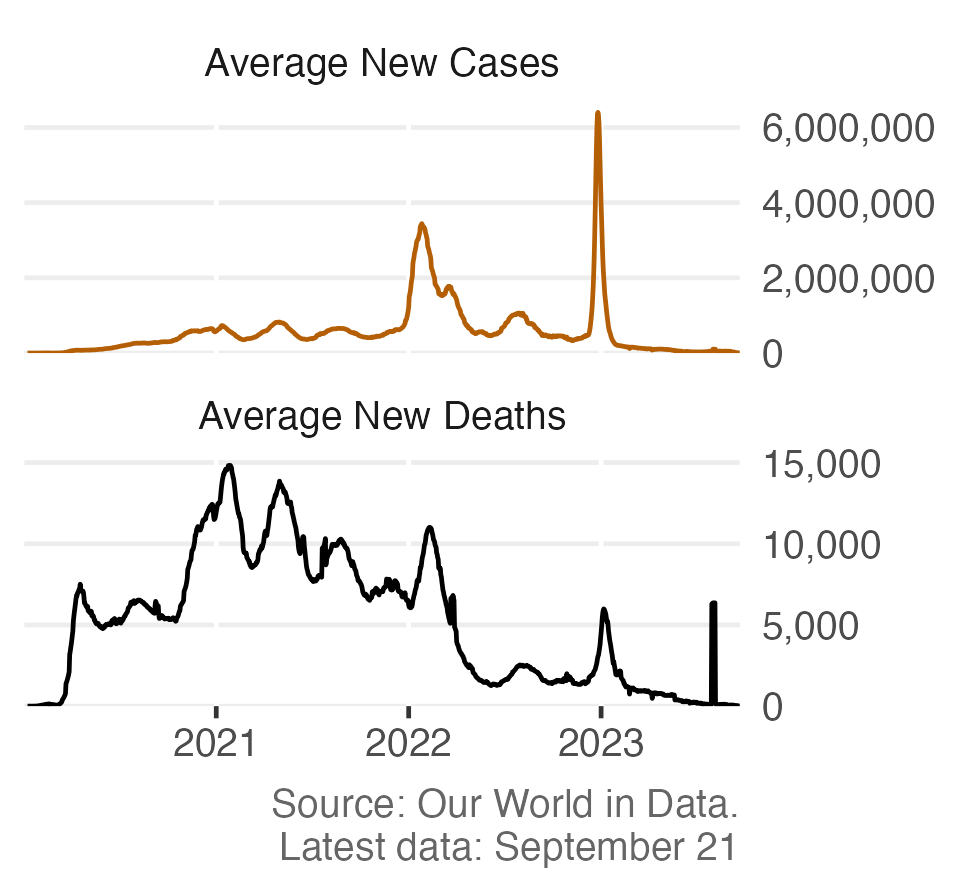 Average New Cases
6,000,000
4,000,000
2,000,000
0
Average New Deaths
15,000
10,000
5,000
0
2021 2022 2023
Source: Our World in Data.
Latest data: September 21